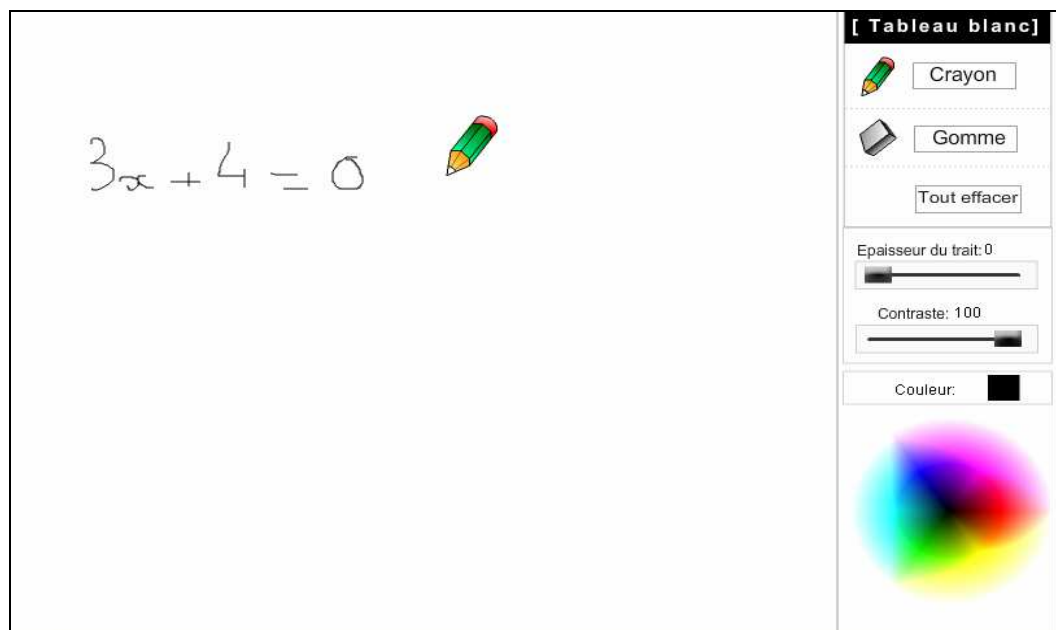 [ Tableau blanc]
Crayon
Gomme
Tout effacer
Epaisseur du trait: 0
Contraste: 100
Couleur:
3x + 4 = 0